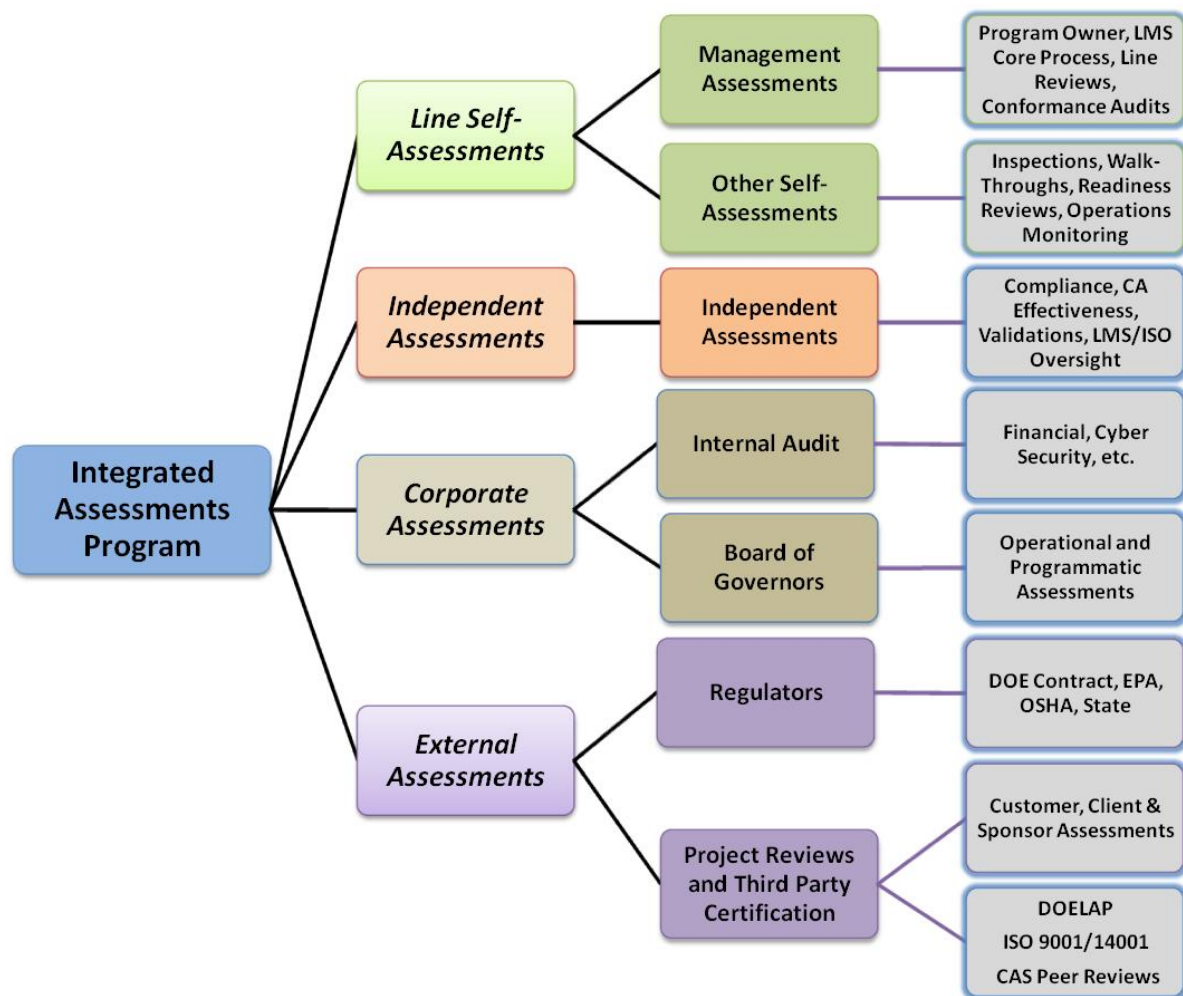 Integrated
Assessments
Program
Line Self-
Assessments
Management
Assessments
Program Owner, LMS
Core Process, Line
Reviews,
Conformance Audits
Other Self-
Assessments
Inspections, Walk-
Throughs, Readiness
Reviews, Operations
Monitoring
Independent
Assessments
Independent
Assessments
Compliance, CA
Effectiveness,
Validations, LMS/ISO
Oversight
Corporate
Assessments
Internal Audit
Financial, Cyber
Security, etc.
Board of
Governors
Operational and
Programmatic
Assessments
External
Assessments
Regulators
DOE Contract, EPA,
OSHA, State
Project Reviews
and Third Party
Certification
Customer, Client &
Sponsor Assessments
DOELAP
ISO 9001/14001
CAS Peer Reviews